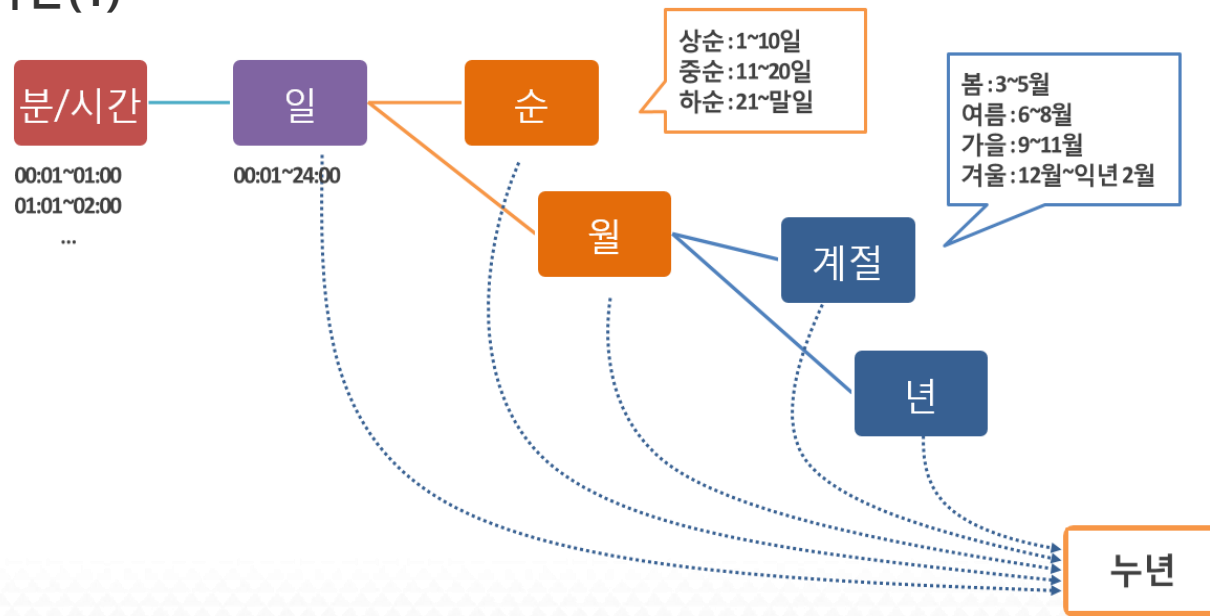 (1)
상순:1~10일
중순:11~20일
하순:21~말일
분/시간
일
순
봄:3~5월
여름:6~8월
가을:9~11월
겨울:12월~익년 2월
00:01~01:00
01:01~02:00
...
00:01~24:00
월
계절
년
누년